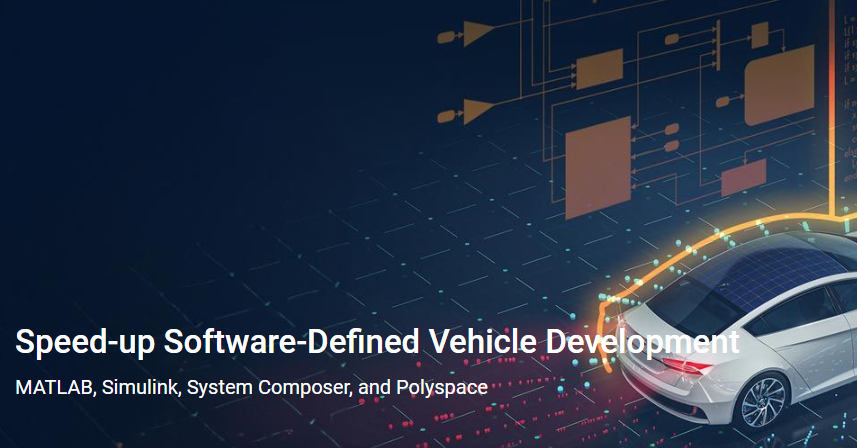 Speed-up Software-Defined Vehicle Development
MATLAB, Simulink, System Composer, and Polyspace